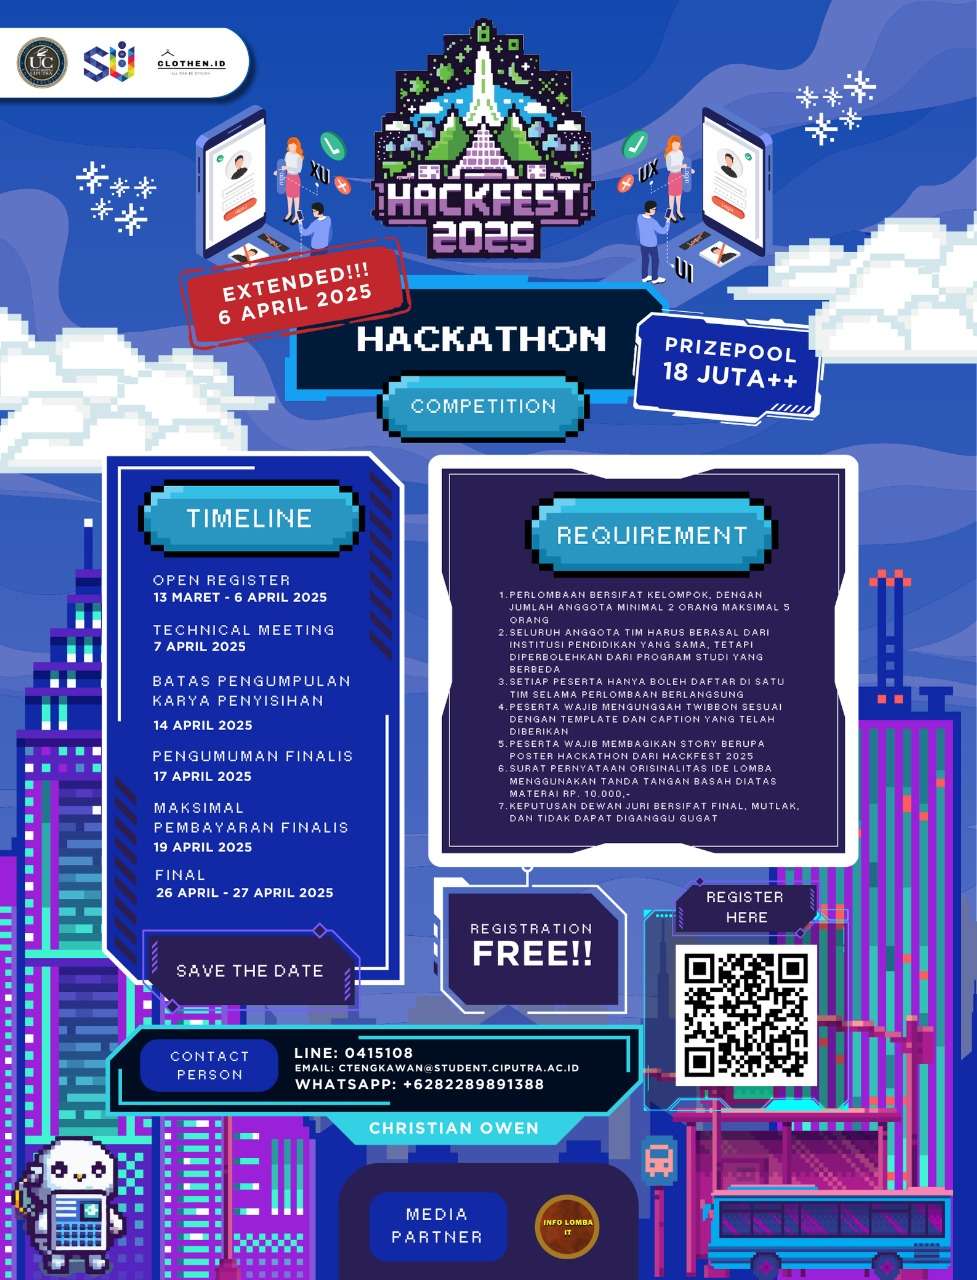 UC
CIPUTRA
SU
CLOTHEN.ID
HACKFEST
2025
UX
UX
UI
EXTENDED!!!
6 APRIL 2025
HACKATHON
COMPETITION
PRIZEPOOL
18 JUTA++
TIMELINE
OPEN REGISTER
13 MARET - 6 APRIL 2025
TECHNICAL MEETING
7 APRIL 2025
BATAS PENGUMPULAN
KARYA PENYISIHAN
14 APRIL 2025
PENGUMUMAN FINALIS
17 APRIL 2025
MAKSIMAL
PEMBAYARAN FINALIS
19 APRIL 2025
FINAL
26 APRIL - 27 APRIL 2025
SAVE THE DATE
REQUIREMENT
1.PERLOMBAAN BERSIFAT KELOMPOK, DENGAN
JUMLAH ANGGOTA MINIMAL 2 ORANG MAKSIMAL 5
ORANG
2.SELURUH ANGGOTA TIM HARUS BERASAL DARI
INSTITUSI PENDIDIKAN YANG SAMA, TETAPI
DIPERBOLEHKAN DARI PROGRAM STUDI YANG
BERBEDA
3.SETIAP PESERTA HANYA BOLEH DAFTAR DI SATU
TIM SELAMA PERLOMBAAN BERLANGSUNG
4.PESERTA WAJIB MENGUNGGAH TWIBBON SESUAI
DENGAN TEMPLATE DAN CAPTION YANG TELAH
DIBERIKAN
5.PESERTA WAJIB MEMBAGIKAN STORY BERUPA
POSTER HACKATHON DARI HACKFEST 2025
6.SURAT PERNYATAAN ORISINALITAS IDE LOMBA
MENGGUNAKAN TANDA TANGAN BASAH DIATAS
MATERAI RP. 10.000,-
7.KEPUTUSAN DEWAN JURI BERSIFAT FINAL, MUTLAK,
DAN TIDAK DAPAT DIGANGGU GUGAT
REGISTRATION
FREE!!
REGISTER
HERE
CONTACT
PERSON
LINE: 0415108
EMAIL: CTENGKAWAN@STUDENT.CIPUTRA.AC.ID
WHATSAPP: +6282289891388
CHRISTIAN OWEN
MEDIA
PARTNER
INFO LOMBA
IT